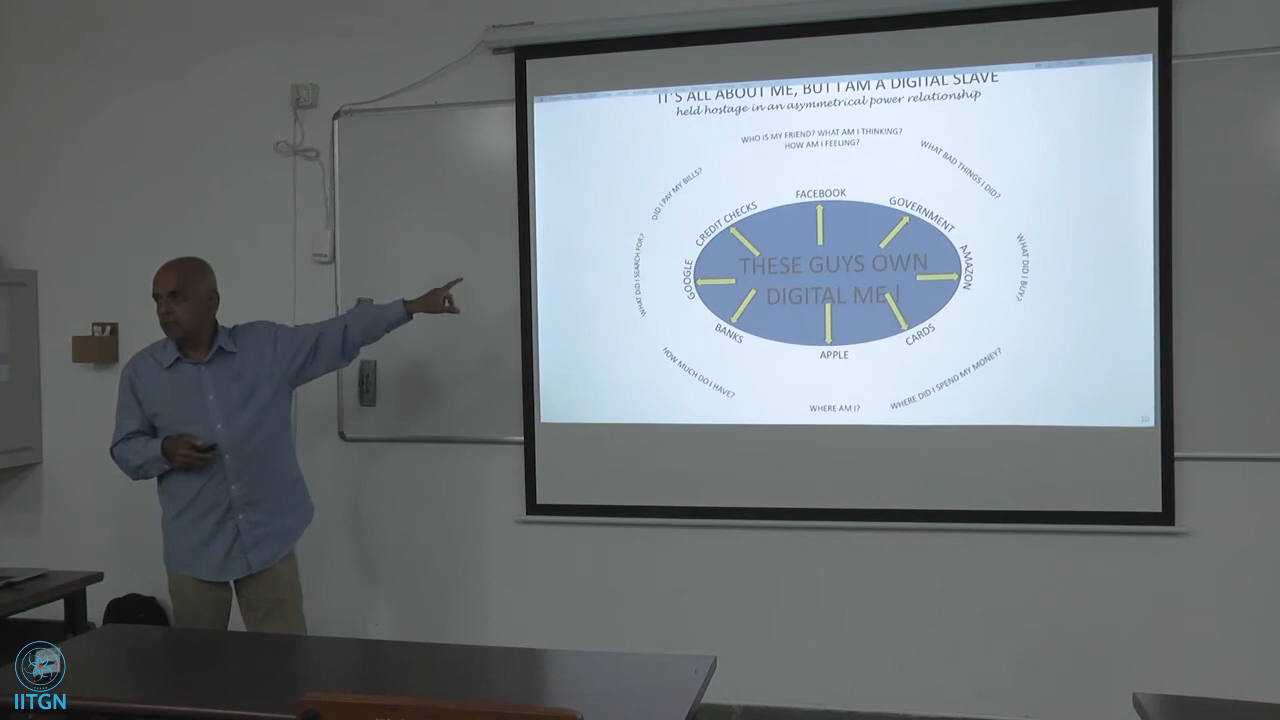 IT'S ALL ABOUT ME, BUT I AM A DIGITAL SLAVE
held hostage in an asymmetrical power relationship
WHO IS MY FRIEND? WHAT AM I THINKING?
HOW AM I FEELING?
WHAT BAD THINGS I DID?
DID I PAY MY BILLS?
FACEBOOK
CREDIT CHECKS
GOVERNMENT
WHAT DID I SEARCH FOR?
GOOGLE
THESE GUYS OWN
DIGITAL ME !
AMAZON
WHAT DID I BUY?
BANKS
APPLE
CARDS
HOW MUCH DO I HAVE?
WHERE AM I?
WHERE DID I SPEND MY MONEY?
IITGN